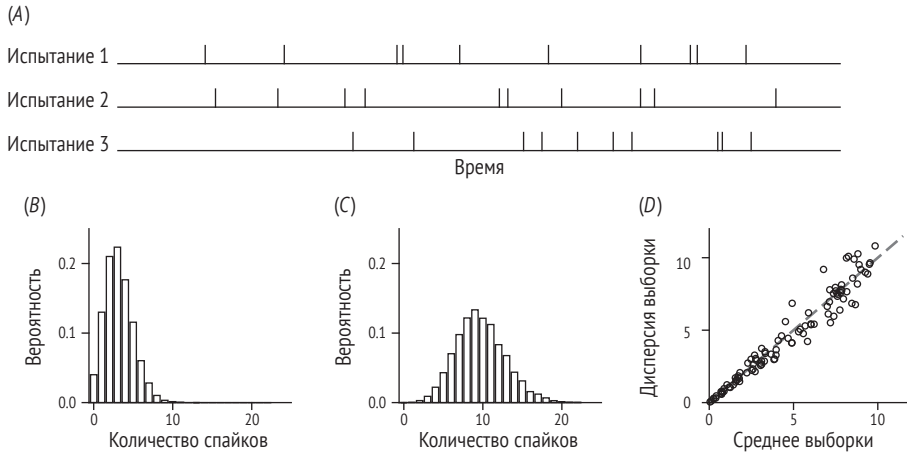 (A)
Испытание 1
Испытание 2
Испытание 3
Время
(B)
Вероятность
0.2
0.1
0.0
0
10
20
Количество спайков
(C)
Вероятность
0.2
0.1
0.0
0
10
20
Количество спайков
(D)
Дисперсия выборки
10
5
0
0
5
10
Среднее выборки